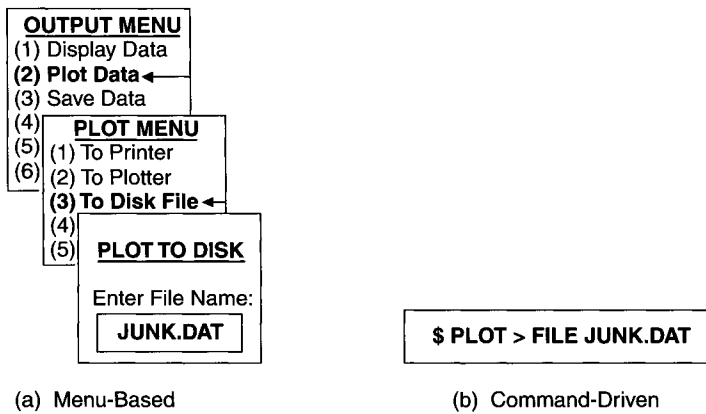 OUTPUT MENU
(1) Display Data
(2) Plot Data
(3) Save Data
(4)
(5)
(6)
PLOT MENU
(1) To Printer
(2) To Plotter
(3) To Disk File
(4)
(5)
PLOT TO DISK
Enter File Name:
JUNK.DAT
(a) Menu-Based
$ PLOT > FILE JUNK.DAT
(b) Command-Driven